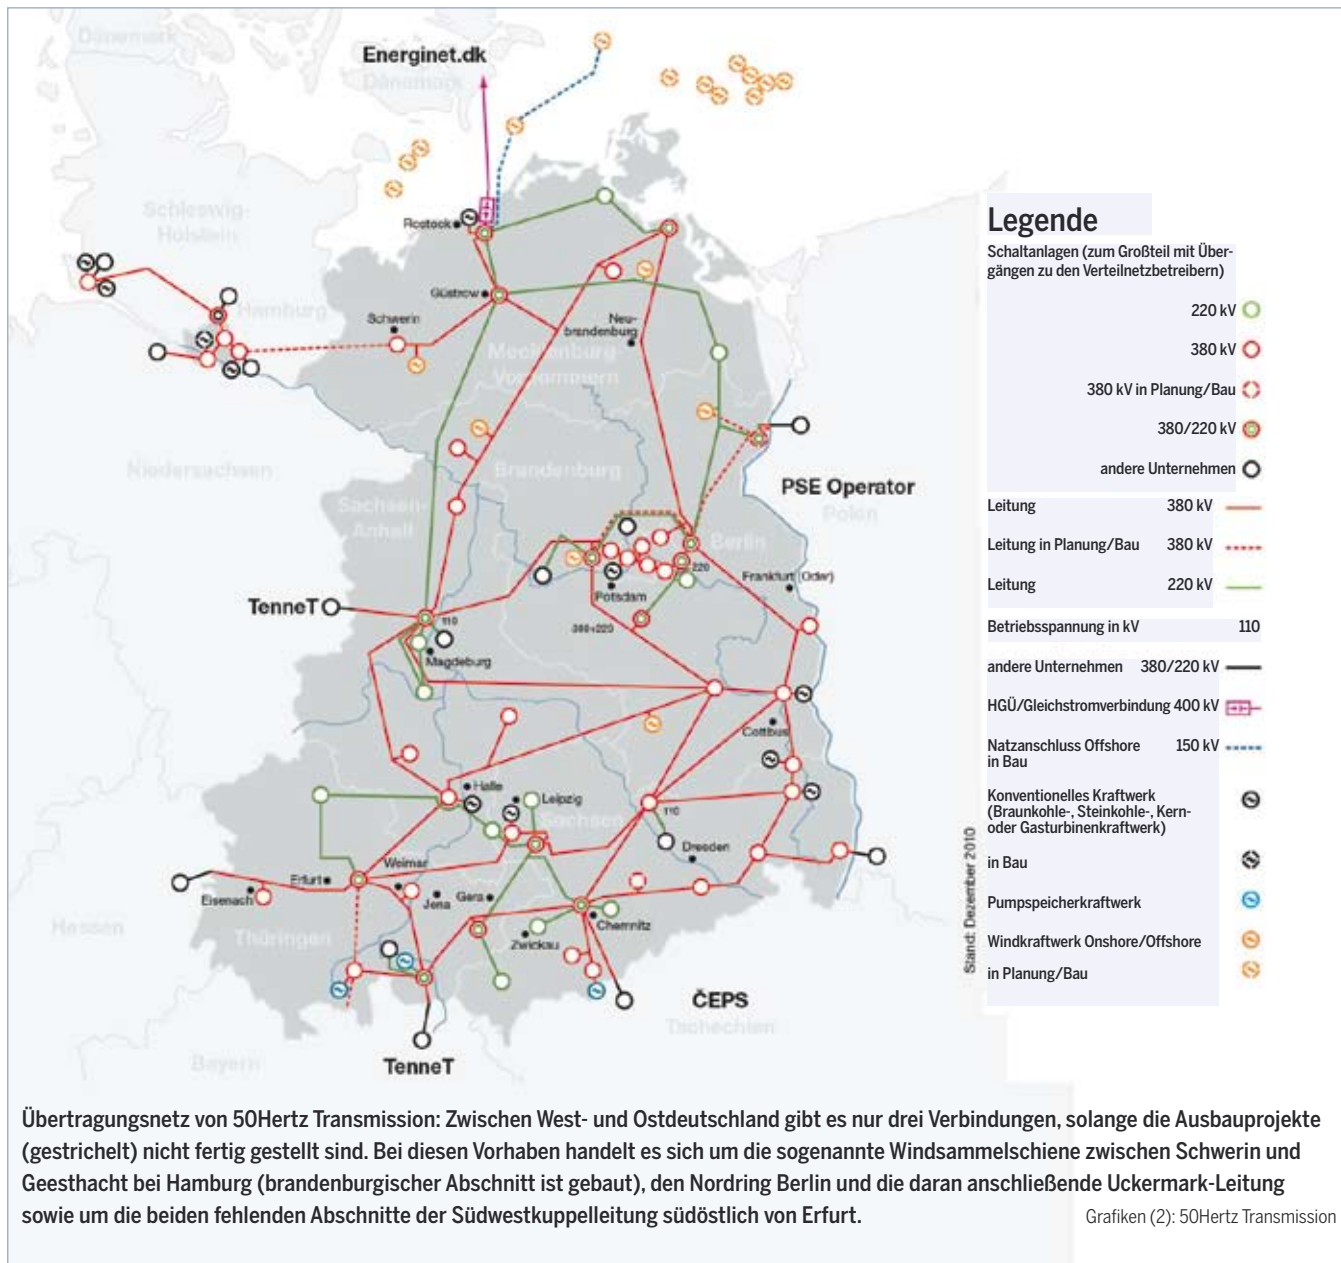 Dänemark
Energinet.dk
Dänemark
Schleswig-
Holstein
Rostock
Güstrow
Hamburg
Schwerin
Neu-
brandenburg
Mecklenburg-
Vorpommern
Niedersachsen
Brandenburg
Sachsen-
Anhalt
PSE Operator
Polen
Berlin
220
Frankfurt (Oder)
Potsdam
TenneT
110
380+220
Magdeburg
Cottbus
Halle
Leipzig
Sachsen
110
Dresden
Weimar
Erfurt
Eisenach
Jena
Gera
Chemnitz
Zwickau
Hessen
Thüringen
ČEPS
Tschechien
Bayern
TenneT
Stand: Dezember 2010
Legende
Schaltanlagen (zum Großteil mit Über-
gängen zu den Verteilnetzbetreibern)
220 kV
380 kV
380 kV in Planung/Bau
380/220 kV
andere Unternehmen
Leitung 380 kV
Leitung in Planung/Bau 380 kV
Leitung 220 kV
Betriebsspannung in kV 110
andere Unternehmen 380/220 kV
HGÜ/Gleichstromverbindung 400 kV
Natzanschluss Offshore 150 kV
in Bau
Konventionelles Kraftwerk
(Braunkohle-, Steinkohle-, Kern-
oder Gasturbinenkraftwerk)
in Bau
Pumpspeicherkraftwerk
Windkraftwerk Onshore/Offshore
in Planung/Bau
Übertragungsnetz von 50Hertz Transmission: Zwischen West- und Ostdeutschland gibt es nur drei Verbindungen, solange die Ausbauprojekte
(gestrichelt) nicht fertig gestellt sind. Bei diesen Vorhaben handelt es sich um die sogenannte Windsammelschiene zwischen Schwerin und
Geesthacht bei Hamburg (brandenburgischer Abschnitt ist gebaut), den Nordring Berlin und die daran anschließende Uckermark-Leitung
sowie um die beiden fehlenden Abschnitte der Südwestkuppelleitung südöstlich von Erfurt.
Grafiken (2): 50Hertz Transmission